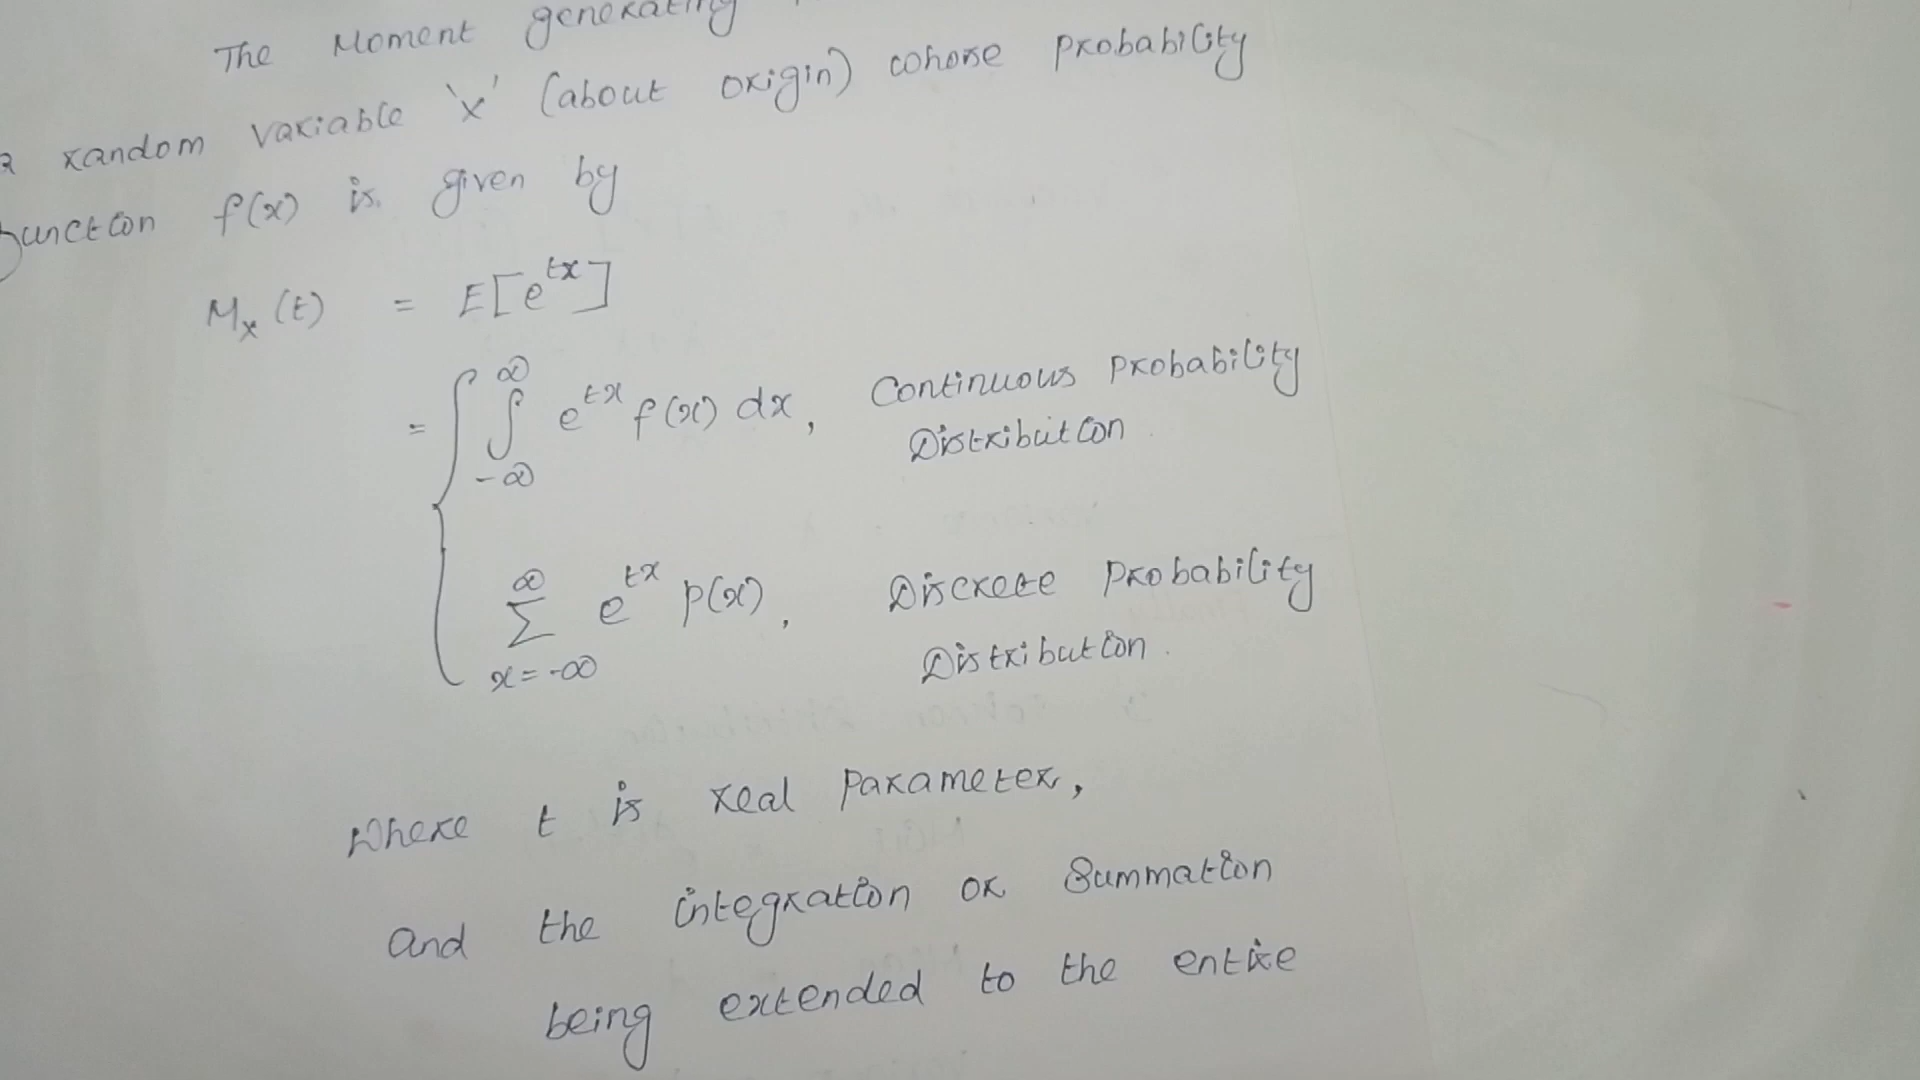 The Moment generating
random variable 'x' (about origin) whose probability
function f(x) is given by
Mx(t) = E[e^tx]
= { ∫_-∞^∞ e^tx f(x) dx, Continuous Probability
Distribution
∑_x=-∞^∞ e^tx p(x), Discrete Probability
Distribution.
Where t is real Parameter,
and the integration or Summation
being extended to the entire